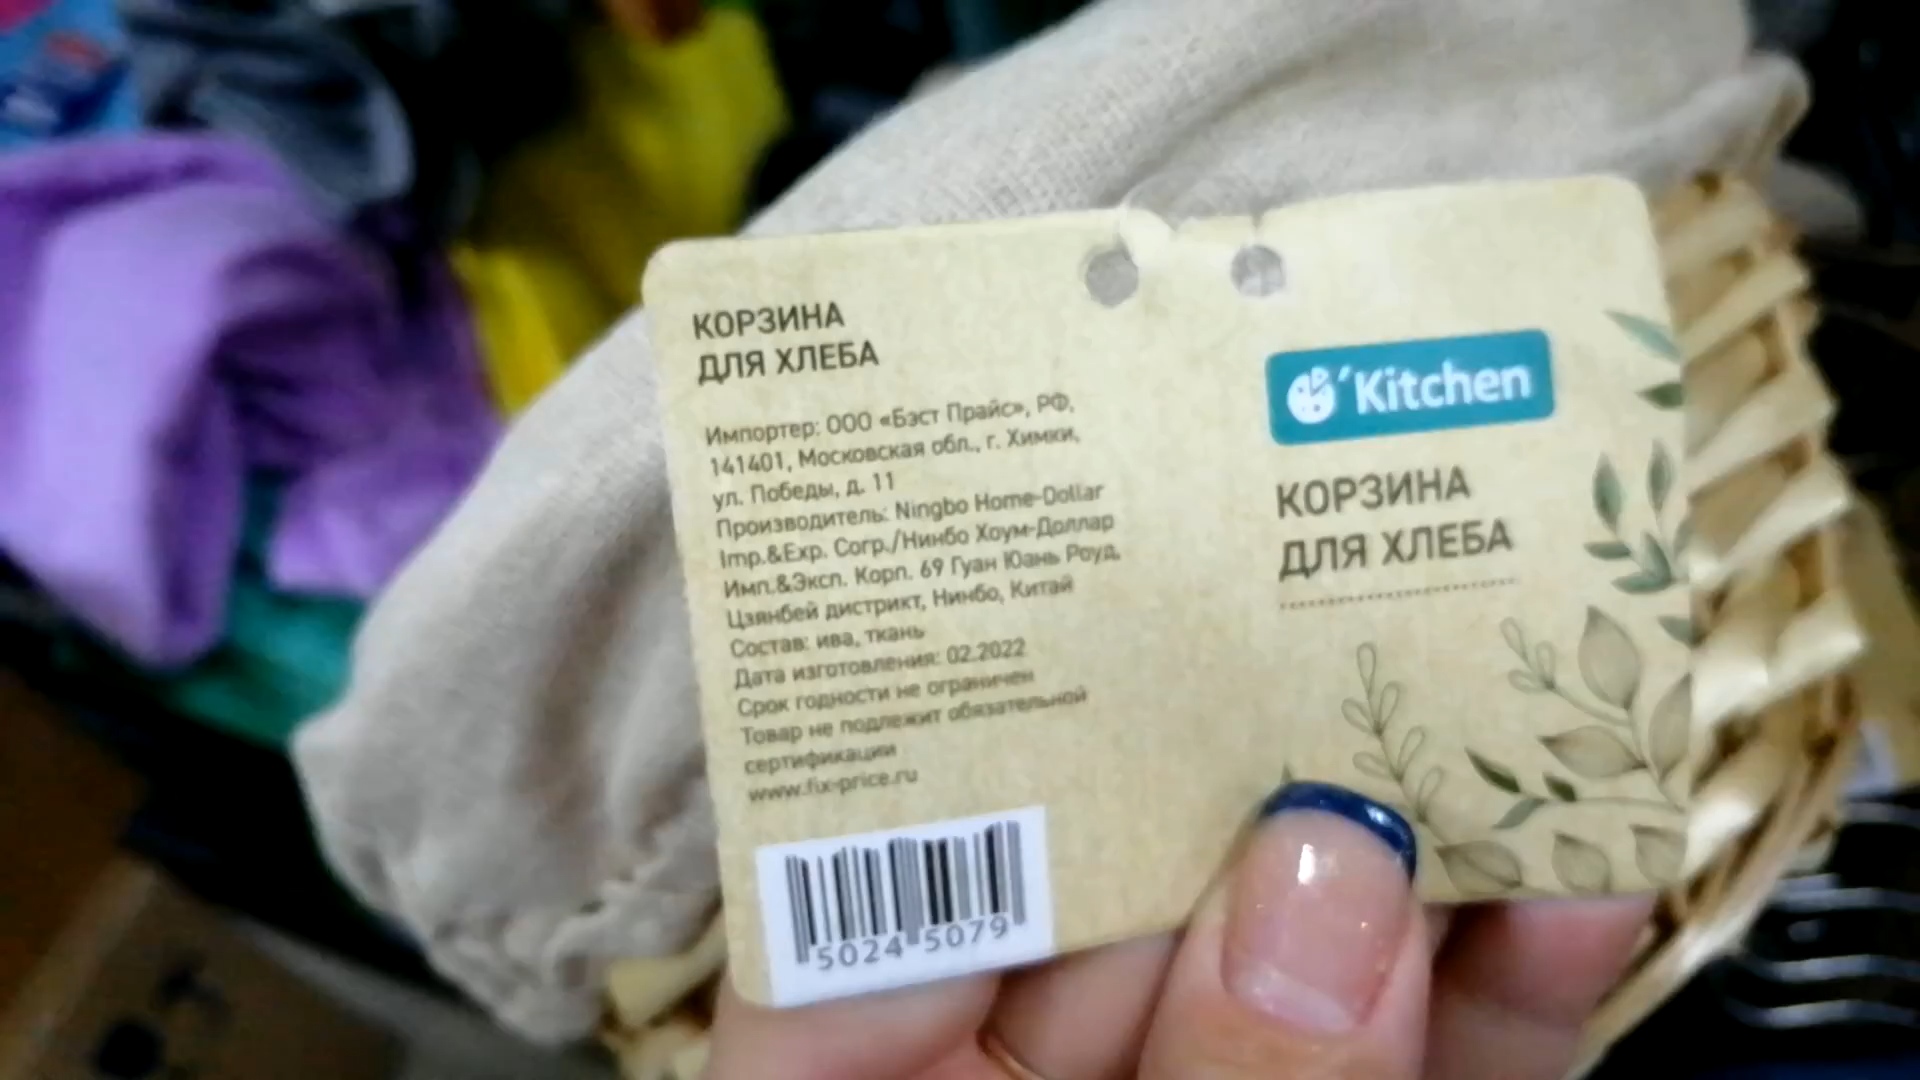 КОРЗИНА
ДЛЯ ХЛЕБА
Импортер: ООО «Бэст Прайс», РФ,
141401, Московская обл., г. Химки,
ул. Победы, д. 11
Производитель: Ningbo Home-Dollar
Imp.&Exp. Corp./Нинбо Хоум-Доллар
Имп.&Эксп. Корп. 69 Гуан Юань Роуд,
Цзянбей дистрикт, Нинбо, Китай
Состав: ива, ткань
Дата изготовления: 02.2022
Срок годности не ограничен
Товар не подлежит обязательной
сертификации
www.fix-price.ru
5024 5079
´Kitchen
КОРЗИНА
ДЛЯ ХЛЕБА